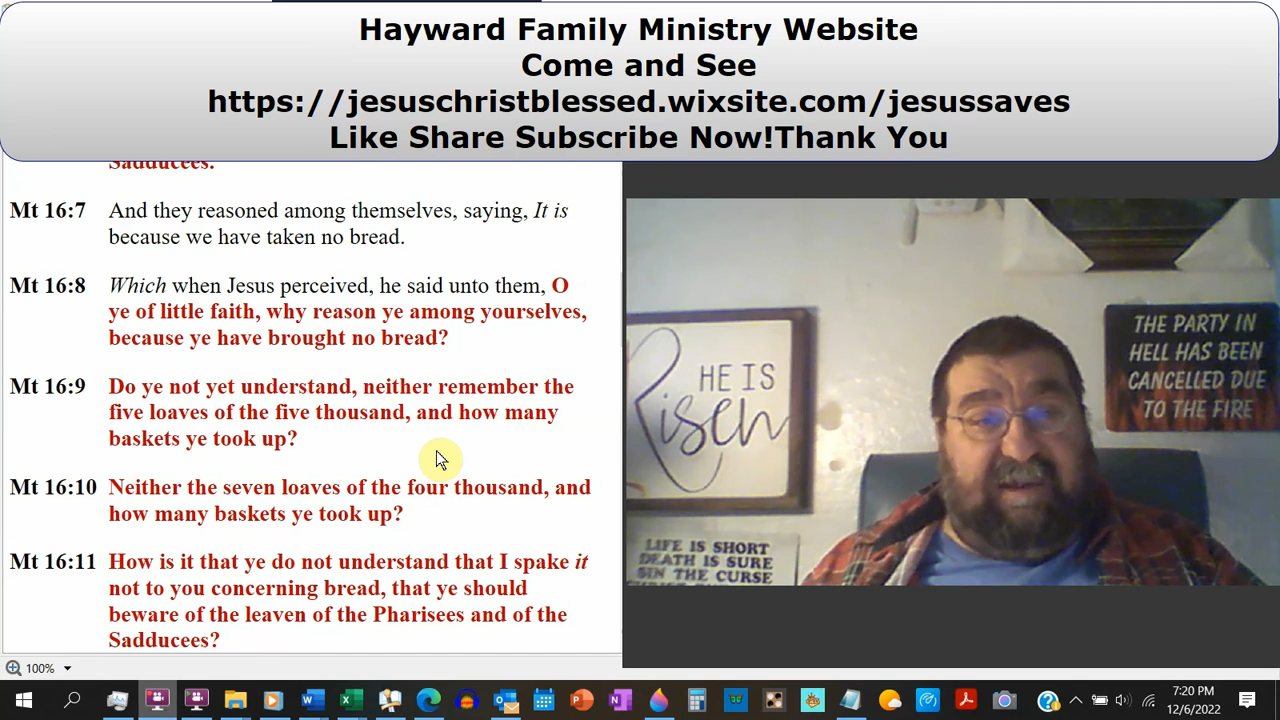 Hayward Family Ministry Website
Come and See
https://jesuschristblessed.wixsite.com/jesussaves
Like Share Subscribe Now!Thank You
Sadducees.
Mt 16:7 And they reasoned among themselves, saying, It is
because we have taken no bread.
Mt 16:8 Which when Jesus perceived, he said unto them, O
ye of little faith, why reason ye among yourselves,
because ye have brought no bread?
Mt 16:9 Do ye not yet understand, neither remember the
five loaves of the five thousand, and how many
baskets ye took up?
Mt 16:10 Neither the seven loaves of the four thousand, and
how many baskets ye took up?
Mt 16:11 How is it that ye do not understand that I spake it
not to you concerning bread, that ye should
beware of the leaven of the Pharisees and of the
Sadducees?
HE IS
Risen
THE PARTY IN
HELL HAS BEEN
CANCELLED DUE
TO THE FIRE
LIFE IS SHORT
DEATH IS SURE
SIN THE CURSE
100%
7:20 PM
12/6/2022